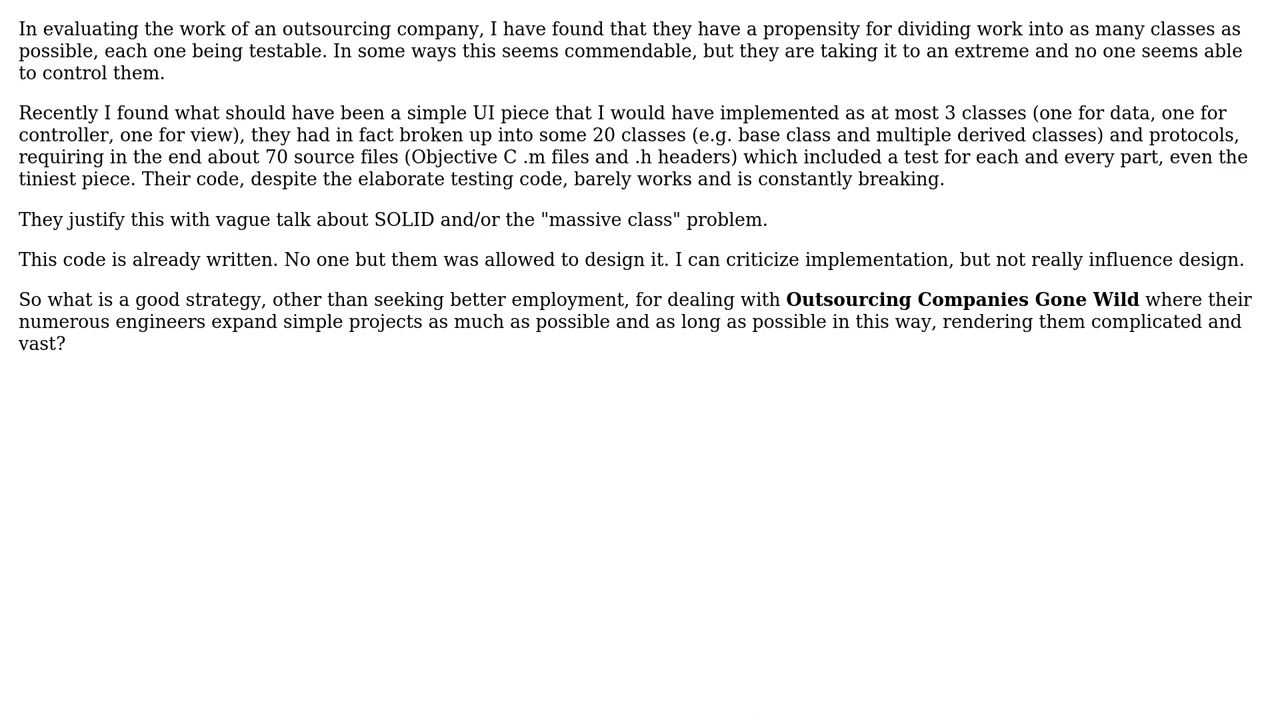 In evaluating the work of an outsourcing company, I have found that they have a propensity for dividing work into as many classes as
possible, each one being testable. In some ways this seems commendable, but they are taking it to an extreme and no one seems able
to control them.
Recently I found what should have been a simple UI piece that I would have implemented as at most 3 classes (one for data, one for
controller, one for view), they had in fact broken up into some 20 classes (e.g. base class and multiple derived classes) and protocols,
requiring in the end about 70 source files (Objective C .m files and .h headers) which included a test for each and every part, even the
tiniest piece. Their code, despite the elaborate testing code, barely works and is constantly breaking.
They justify this with vague talk about SOLID and/or the "massive class" problem.
This code is already written. No one but them was allowed to design it. I can criticize implementation, but not really influence design.
So what is a good strategy, other than seeking better employment, for dealing with Outsourcing Companies Gone Wild where their
numerous engineers expand simple projects as much as possible and as long as possible in this way, rendering them complicated and
vast?